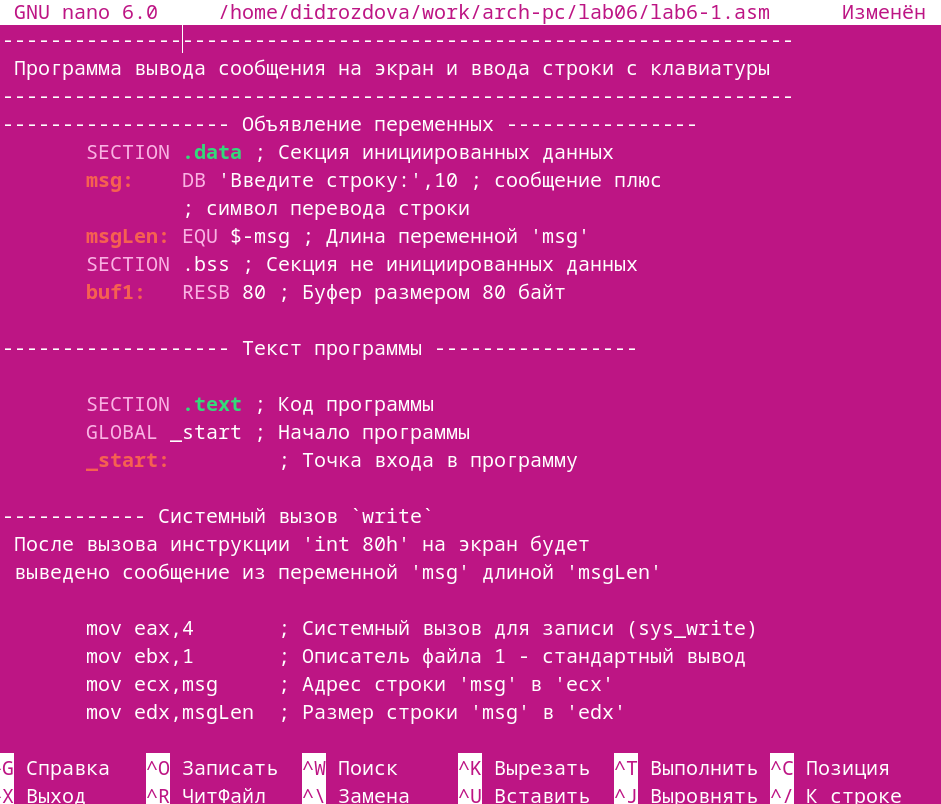 GNU nano 6.0 /home/didrozdova/work/arch-pc/lab06/lab6-1.asm Изменён
------------------------------------------------------------------
Программа вывода сообщения на экран и ввода строки с клавиатуры
------------------------------------------------------------------
------------------- Объявление переменных ----------------
SECTION .data ; Секция инициированных данных
msg: DB 'Введите строку:',10 ; сообщение плюс
; символ перевода строки
msgLen: EQU $-msg ; Длина переменной 'msg'
SECTION .bss ; Секция не инициированных данных
buf1: RESB 80 ; Буфер размером 80 байт
------------------- Текст программы -----------------
SECTION .text ; Код программы
GLOBAL _start ; Начало программы
_start: ; Точка входа в программу
------------ Системный вызов `write`
После вызова инструкции 'int 80h' на экран будет
выведено сообщение из переменной 'msg' длиной 'msgLen'
mov eax,4 ; Системный вызов для записи (sys_write)
mov ebx,1 ; Описатель файла 1 - стандартный вывод
mov ecx,msg ; Адрес строки 'msg' в 'ecx'
mov edx,msgLen ; Размер строки 'msg' в 'edx'
^G Справка ^O Записать ^W Поиск ^K Вырезать ^T Выполнить ^C Позиция
^X Выход ^R ЧитФайл ^\ Замена ^U Вставить ^J Выровнять ^/ К строке